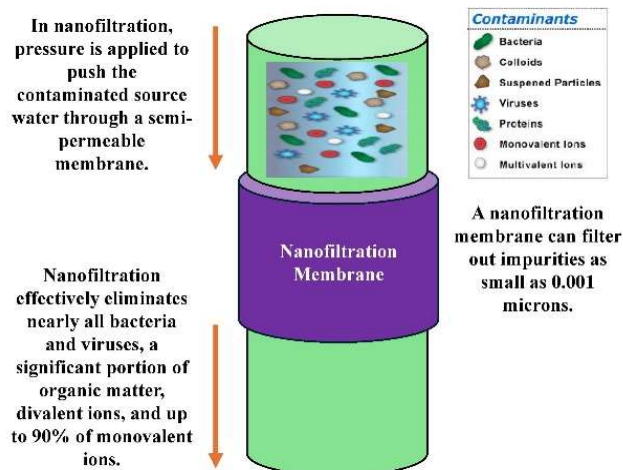 In nanofiltration,
pressure is applied to
push the
contaminated source
water through a semi-
permeable
membrane.
Contaminants
Bacteria
Colloids
Suspened Particles
Viruses
Proteins
Monovalent Ions
Multivalent Ions
Nanofiltration
Membrane
A nanofiltration
membrane can filter
out impurities as
small as 0.001
microns.
Nanofiltration
effectively eliminates
nearly all bacteria
and viruses, a
significant portion of
organic matter,
divalent ions, and up
to 90% of monovalent
ions.